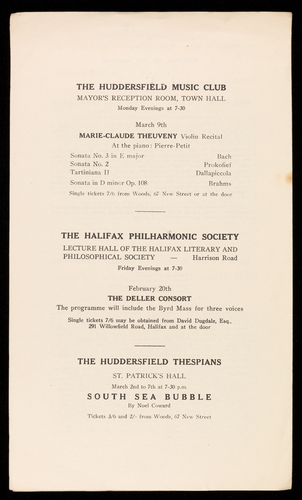 THE HUDDERSFIELD MUSIC CLUB
MAYOR'S RECEPTION ROOM, TOWN HALL
Monday Evenings at 7-30
March 9th
MARIE-CLAUDE THEUVENY Violin Recital
At the piano: Pierre-Petit
Sonata No. 3 in E major Bach
Sonata No. 2 Prokofief
Tartiniana 11 Dallapiccola
Sonata in D minor Op. 108 Brahms
Single tickets 7/6 from Woods, 67 New Street or at the door
THE HALIFAX PHILHARMONIC SOCIETY
LECTURE HALL OF THE HALIFAX LITERARY AND
PHILOSOPHICAL SOCIETY — Harrison Road
Friday Evenings at 7-30
February 20th
THE DELLER CONSORT
The programme will include the Byrd Mass for three voices
Single tickets 7/6 may be obtained from David Dugdale, Esq.,
291 Willowfield Road, Halifax and at the door
THE HUDDERSFIELD THESPIANS
ST. PATRICK'S HALL
March 2nd to 7th at 7-30 p.m.
SOUTH SEA BUBBLE
By Noel Coward
Tickets 3/6 and 2/- from Woods, 67 New Street